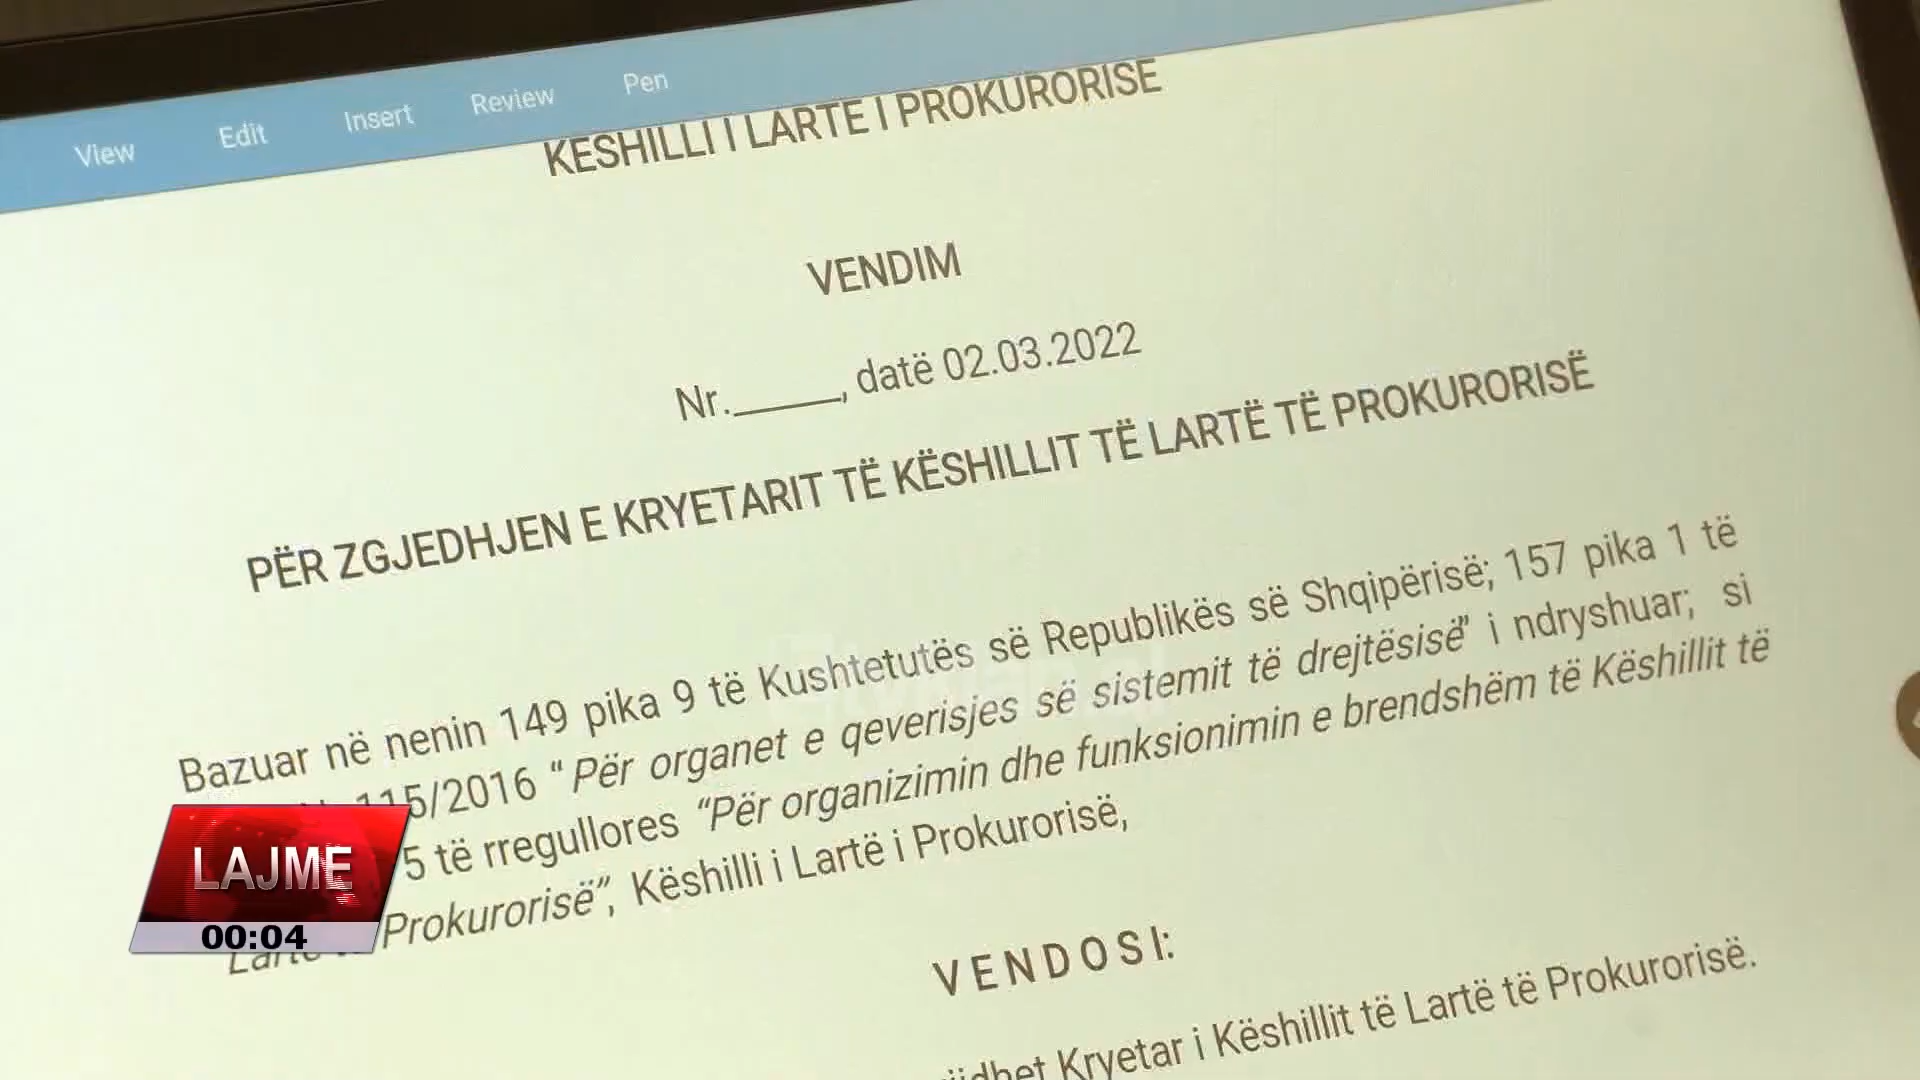 View Edit Insert Review Pen
KËSHILLI I LARTË I PROKURORISË
VENDIM
Nr._____, datë 02.03.2022
PËR ZGJEDHJEN E KRYETARIT TË KËSHILLIT TË LARTË TË PROKURORISË
Bazuar në nenin 149 pika 9 të Kushtetutës së Republikës së Shqipërisë; 157 pika 1 të
115/2016 “Për organet e qeverisjes së sistemit të drejtësisë” i ndryshuar; si
5 të rregullores “Për organizimin dhe funksionimin e brendshëm të Këshillit të
Prokurorisë”, Këshilli i Lartë i Prokurorisë,
V E N D O S I:
Kryetar i Këshillit të Lartë të Prokurorisë.
LAJME
00:04